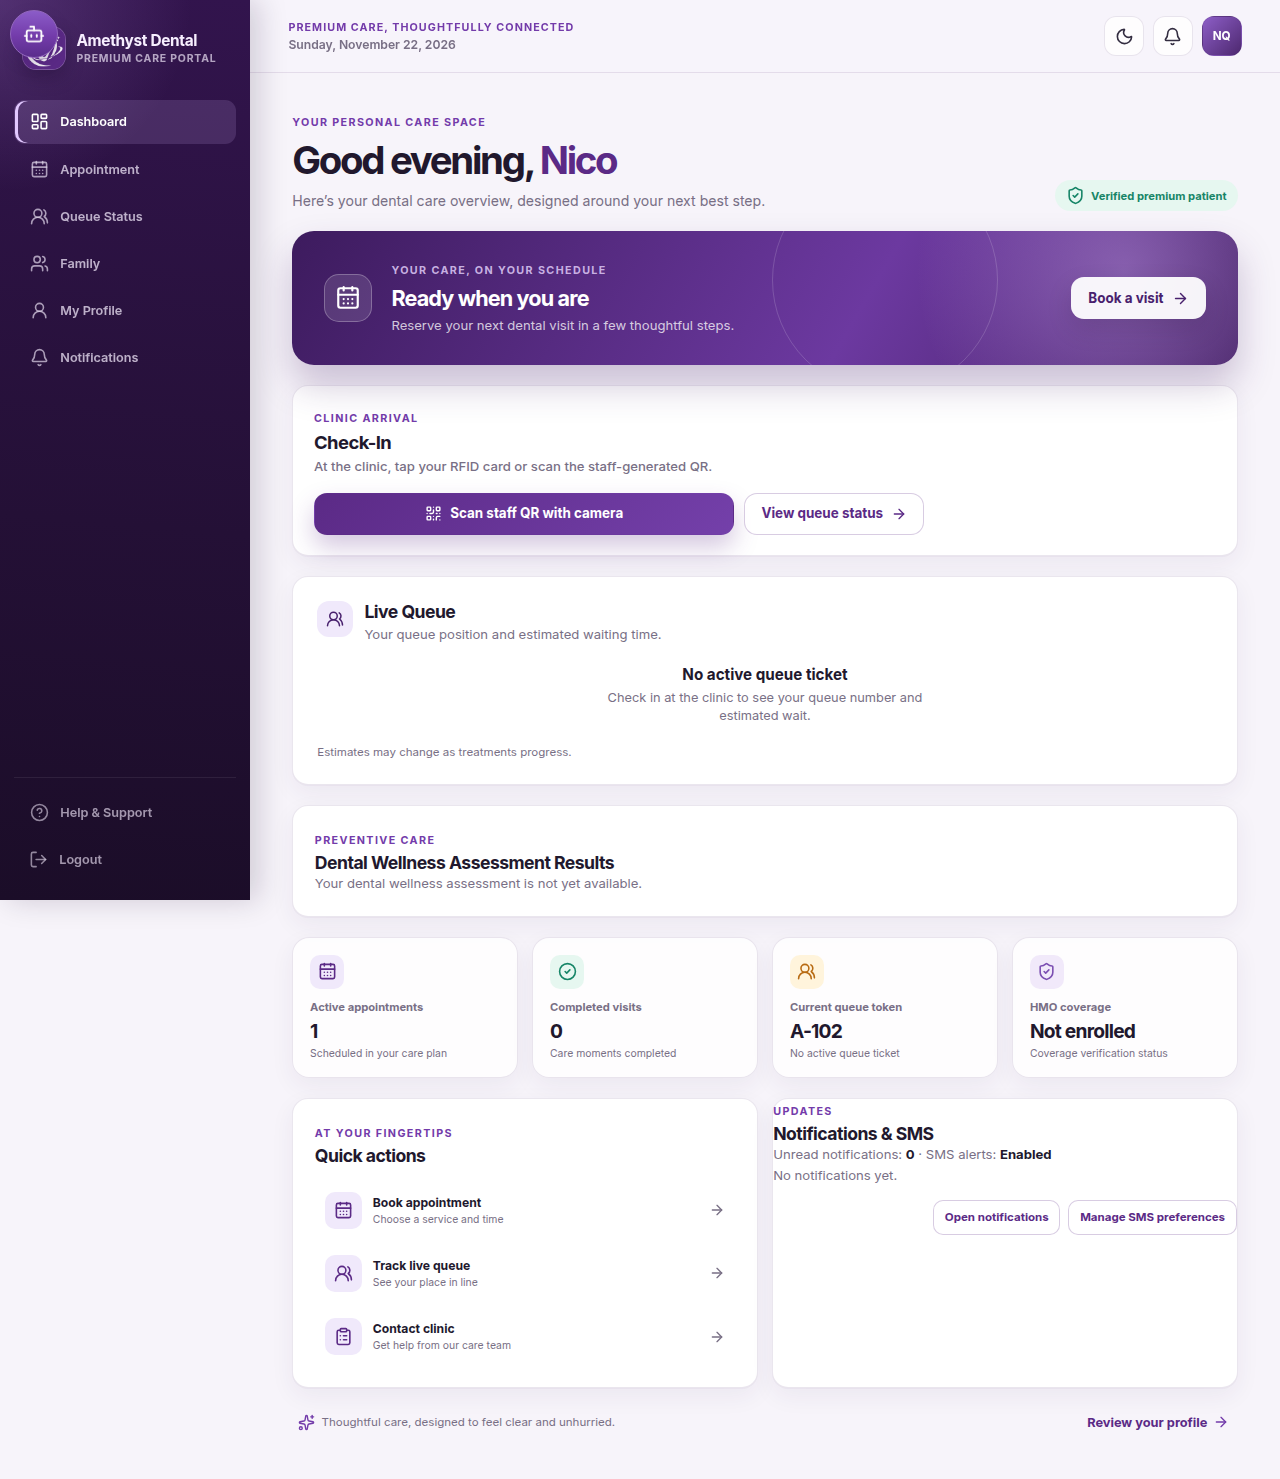 Amethyst Dental
PREMIUM CARE PORTAL
Dashboard
Appointment
Queue Status
Family
My Profile
Notifications
Help & Support
Logout
PREMIUM CARE, THOUGHTFULLY CONNECTED
Sunday, November 22, 2026
NQ
YOUR PERSONAL CARE SPACE
Good evening, Nico
Here’s your dental care overview, designed around your next best step.
Verified premium patient
YOUR CARE, ON YOUR SCHEDULE
Ready when you are
Reserve your next dental visit in a few thoughtful steps.
Book a visit
CLINIC ARRIVAL
Check-In
At the clinic, tap your RFID card or scan the staff-generated QR.
Scan staff QR with camera
View queue status
Live Queue
Your queue position and estimated waiting time.
No active queue ticket
Check in at the clinic to see your queue number and
estimated wait.
Estimates may change as treatments progress.
PREVENTIVE CARE
Dental Wellness Assessment Results
Your dental wellness assessment is not yet available.
Active appointments
1
Scheduled in your care plan
Completed visits
0
Care moments completed
Current queue token
A-102
No active queue ticket
HMO coverage
Not enrolled
Coverage verification status
AT YOUR FINGERTIPS
Quick actions
Book appointment
Choose a service and time
Track live queue
See your place in line
Contact clinic
Get help from our care team
UPDATES
Notifications & SMS
Unread notifications: 0 · SMS alerts: Enabled
No notifications yet.
Open notifications
Manage SMS preferences
Thoughtful care, designed to feel clear and unhurried.
Review your profile